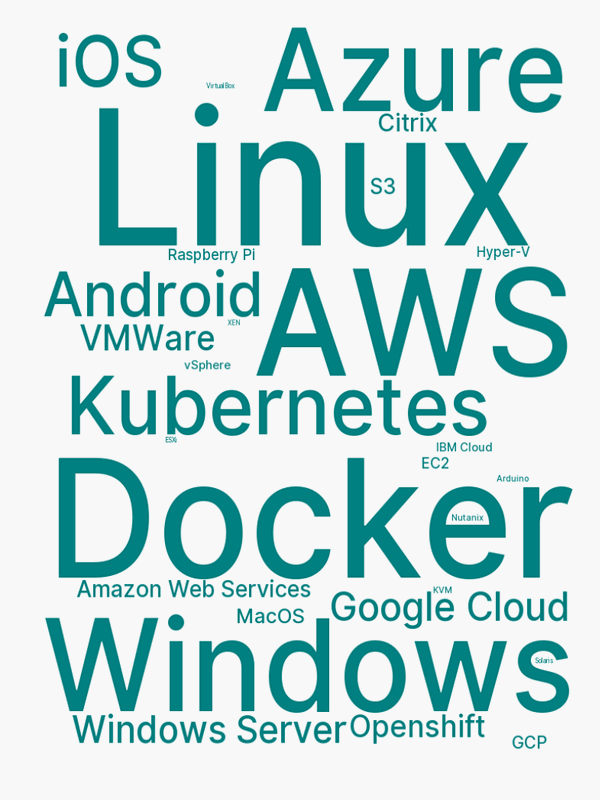 iOS
Azure
VirtualBox
Citrix
Linux
S3
Raspberry Pi
Hyper-V
Android
AWS
XEN
VMWare
vSphere
Kubernetes
ESXi
IBM Cloud
EC2
Arduino
Docker
Nutanix
Amazon Web Services
KVM
Google Cloud
MacOS
Windows
Solaris
Windows Server
Openshift
GCP